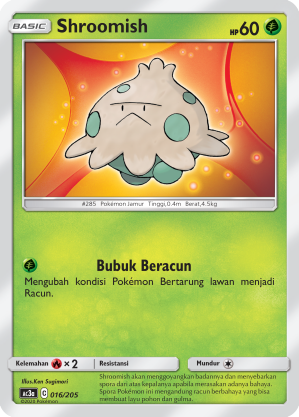 BASIC Shroomish HP60
#285 Pokémon Jamur Tinggi,0.4m Berat,4.5kg
Bubuk Beracun
Mengubah kondisi Pokémon Bertarung lawan menjadi
Racun.
Kelemahan × 2 Resistansi Mundur
Illus.Ken Sugimori
ac3a C 016/205
©2020 Pokémon
Shroomish akan menggoyangkan badannya dan menyebarkan
spora dari atas kepalanya apabila merasakan adanya bahaya.
Spora ini mengandung racun berbahaya yang bisa membuat
layu pohon dan gulma.